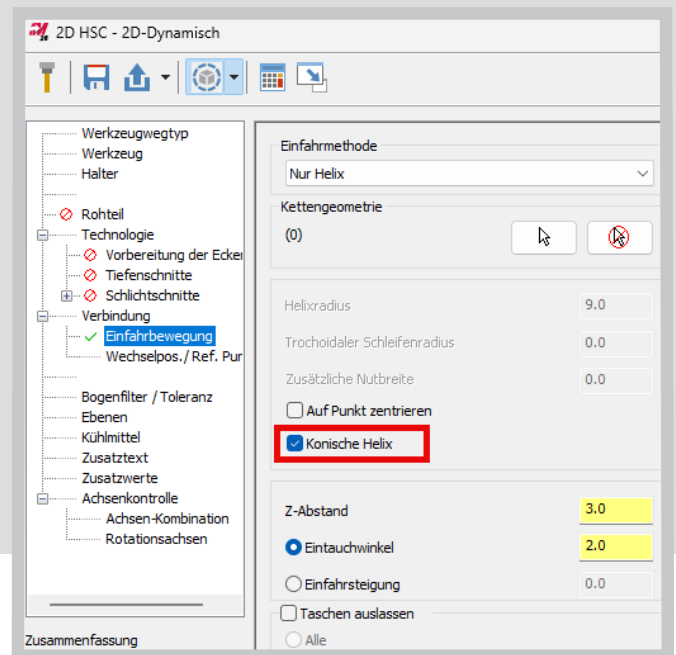 2D HSC - 2D-Dynamisch
Werkzeugwegtyp
Werkzeug
Halter
Rohteil
Technologie
Vorbereitung der Ecke
Tiefenschnitte
Schlichtschnitte
Verbindung
Einfahrbewegung
Wechselpos./ Ref. Pur
Bogenfilter / Toleranz
Ebenen
Kühlmittel
Zusatztext
Zusatzwerte
Achsenkontrolle
Achsen-Kombination
Rotationsachsen
Zusammenfassung
Einfahrmethode
Nur Helix
Kettengeometrie
(0)
Helixradius 9.0
Trochoidaler Schleifenradius 0.0
Zusätzliche Nutbreite 0.0
Auf Punkt zentrieren
Konische Helix
Z-Abstand 3.0
Eintauchwinkel 2.0
Einfahrsteigung 0.0
Taschen auslassen
Alle